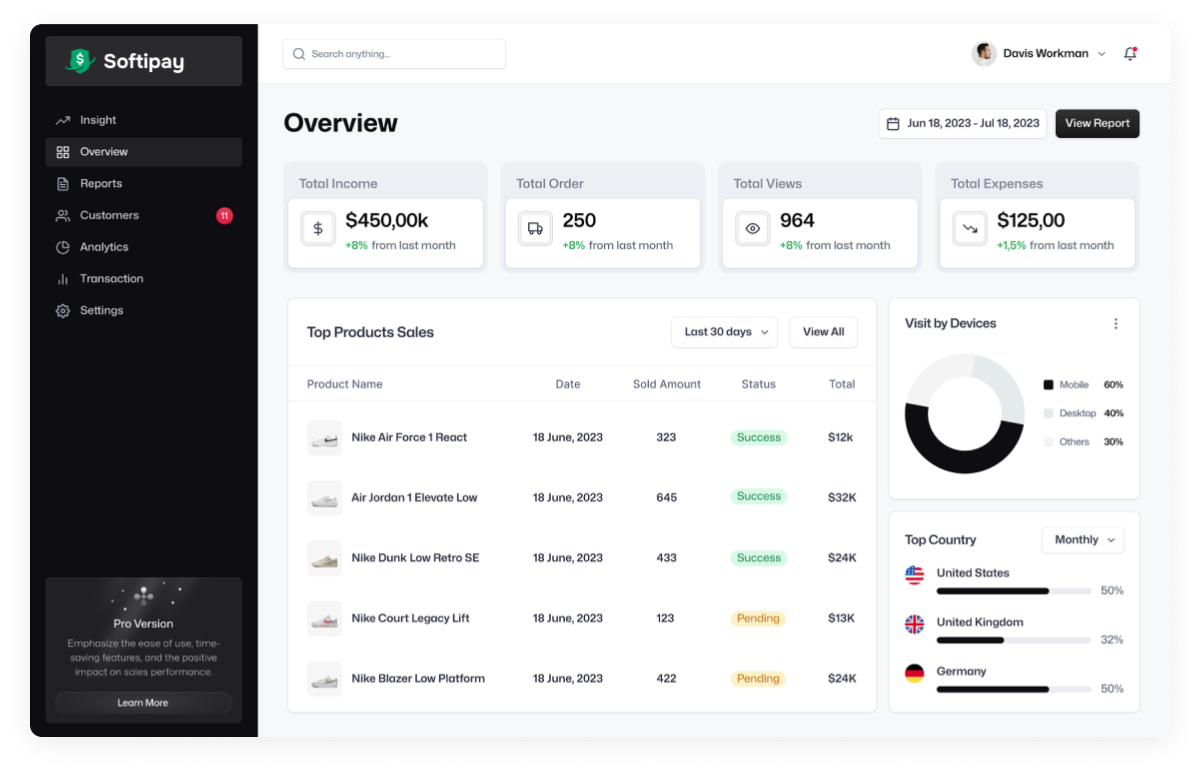 Softipay
Insight
Overview
Reports
Customers 11
Analytics
Transaction
Settings
Pro Version
Emphasize the ease of use, time-
saving features, and the positive
impact on sales performance.
Learn More
Search anything...
Davis Workman
Overview
Jun 18, 2023 - Jul 18, 2023
View Report
Total Income
$450,00k
+8% from last month
Total Order
250
+8% from last month
Total Views
964
+8% from last month
Total Expenses
$125,00
+1,5% from last month
Top Products Sales
Last 30 days
View All
Product Name Date Sold Amount Status Total
Nike Air Force 1 React 18 June, 2023 323 Success $12k
Air Jordan 1 Elevate Low 18 June, 2023 645 Success $32K
Nike Dunk Low Retro SE 18 June, 2023 433 Success $24K
Nike Court Legacy Lift 18 June, 2023 123 Pending $13K
Nike Blazer Low Platform 18 June, 2023 422 Pending $24K
Visit by Devices
Mobile 60%
Desktop 40%
Others 30%
Top Country
Monthly
United States
50%
United Kingdom
32%
Germany
50%